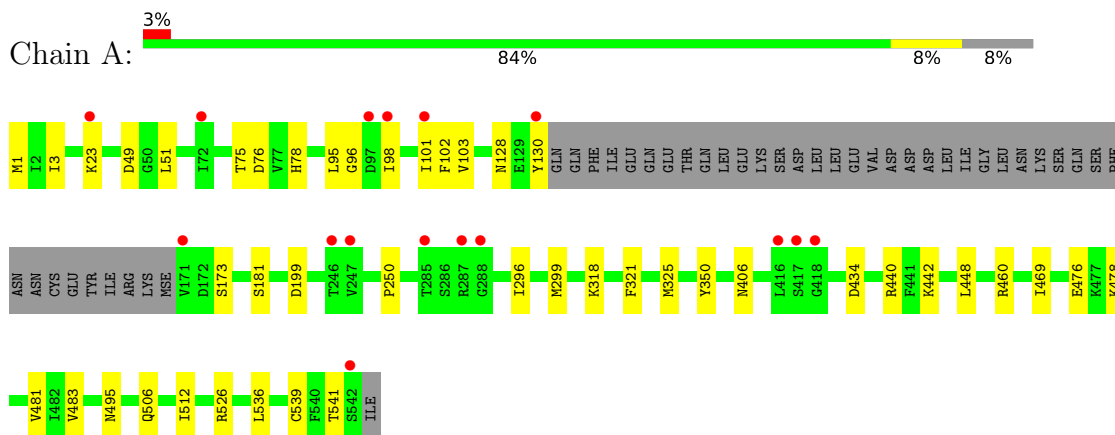 3%
Chain A:
84% 8% 8%
M1 I2 I3 K23 D49 G50 L51 I72 T75 D76 V77 H78 L95 G96 D97 I98 I101 F102 V103 N128 E129 Y130 GLN GLN PHE ILE GLU GLN GLU THR GLN LEU GLU LYS SER ASP LEU LEU GLU VAL ASP ASP ASP LEU ILE GLY LEU ASN LYS SER GLN SER PHE
ASN ASN CYS GLU TYR ILE ARG LYS MSE V171 D172 S173 S181 D199 T246 V247 P250 T285 S286 R287 G288 I296 M299 K318 F321 M325 Y350 N406 L416 S417 G418 D434 R440 F441 K442 L448 R460 I469 E476 K477 K478
V481 I482 V483 N495 Q506 I512 R526 L536 C539 F540 T541 S542 ILE